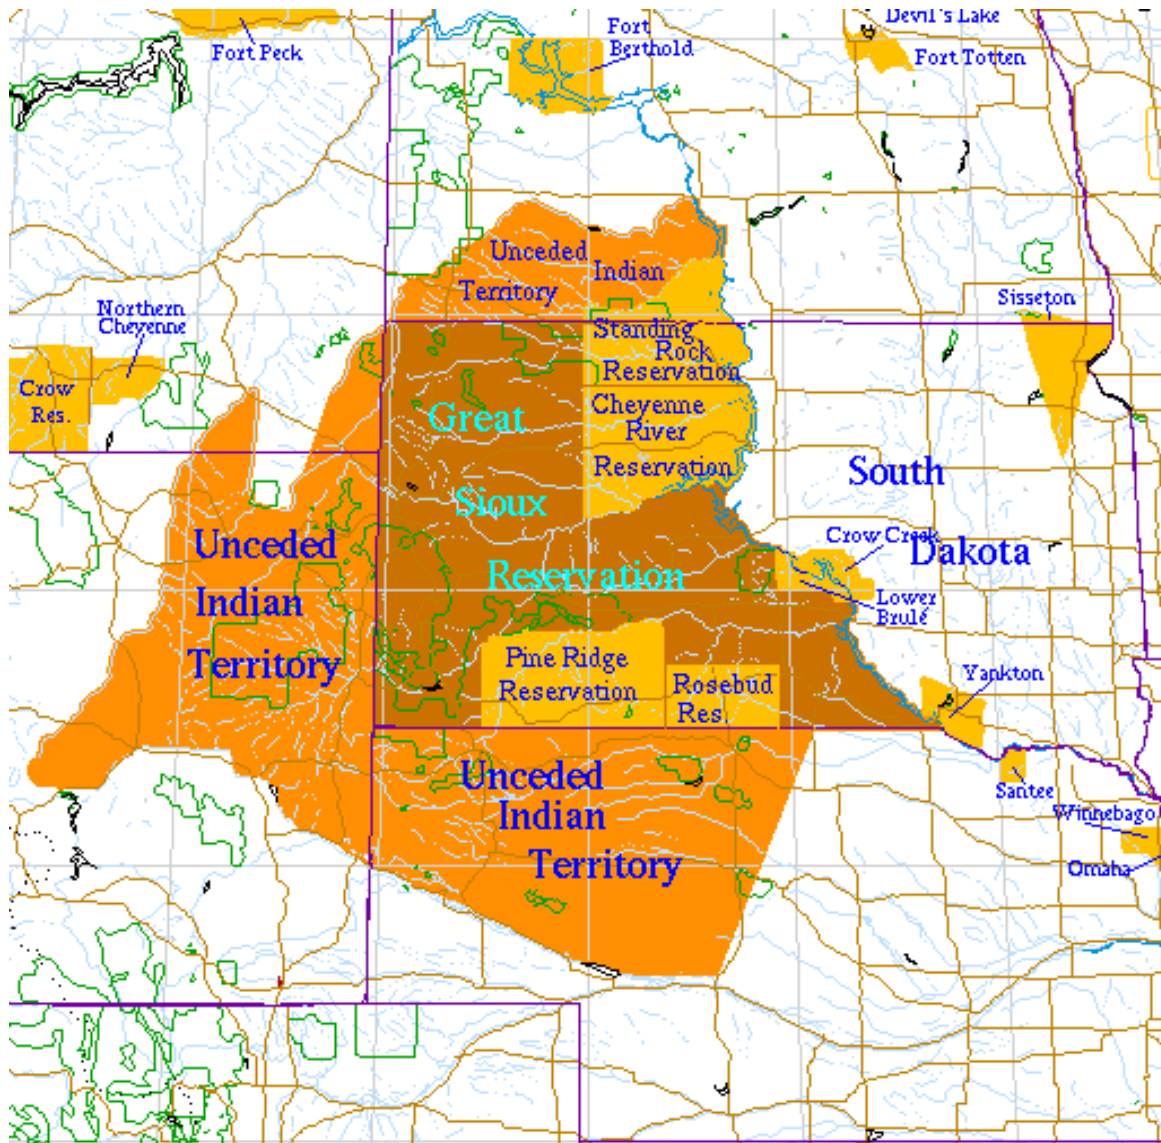 Devil's Lake
Fort Peck
Fort
Berthold
Fort Totten
Unceded
Indian
Territory
Northern
Cheyenne
Sisseton
Standing
Rock
Reservation
Crow
Res.
Great
Cheyenne
River
Reservation
South
Sioux
Unceded
Indian
Territory
Crow Creek
Dakota
Reservation
Lower
Brulé
Pine Ridge
Reservation
Rosebud
Res.
Yankton
Unceded
Indian
Territory
Santee
Winnebago
Omaha